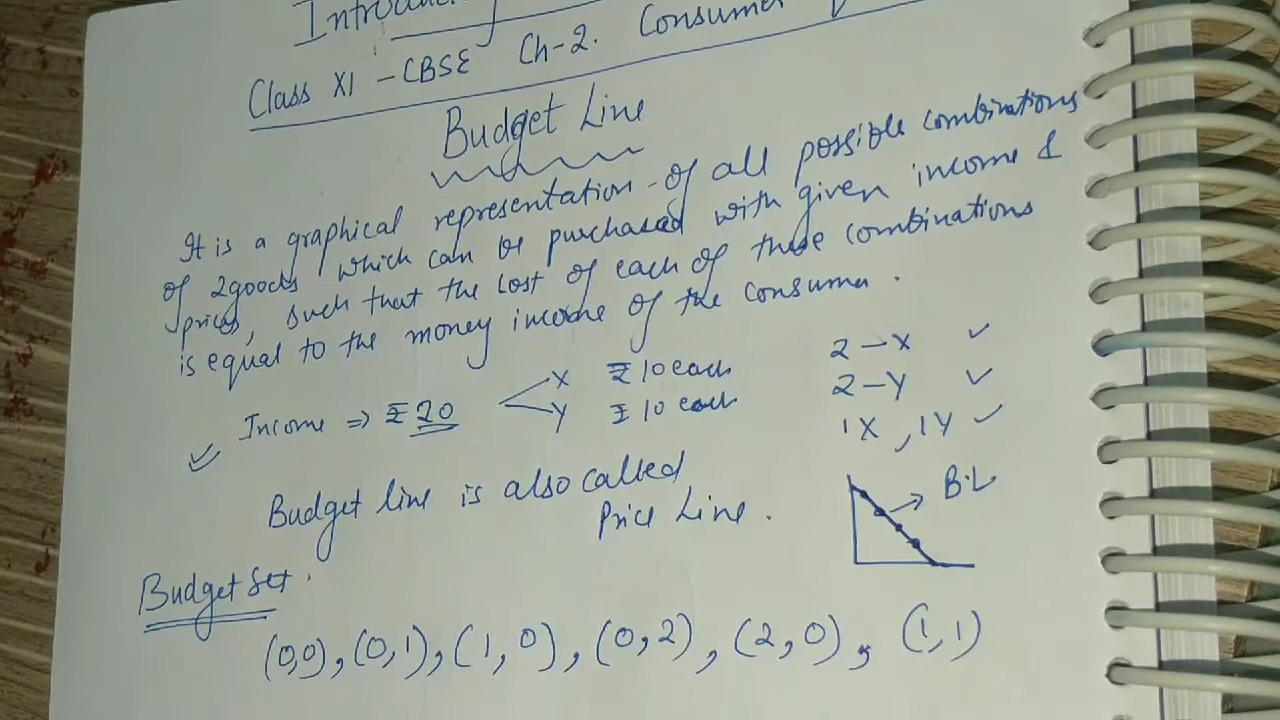 Class XI - CBSE Ch-2. Consumer
Budget Line
It is a graphical representation of all possible combinations
of 2goods which can be purchased with given income &
prices, such that the cost of each of these combinations
is equal to the money income of the consumer.
Income ⇒ ₹20
X ₹10 each
Y ₹10 each
2 - X ✓
2 - Y ✓
1X, 1Y ✓
Budget line is also called
Price Line.
B.L
Budget Set.
(0,0), (0,1), (1,0), (0,2), (2,0), (1,1)